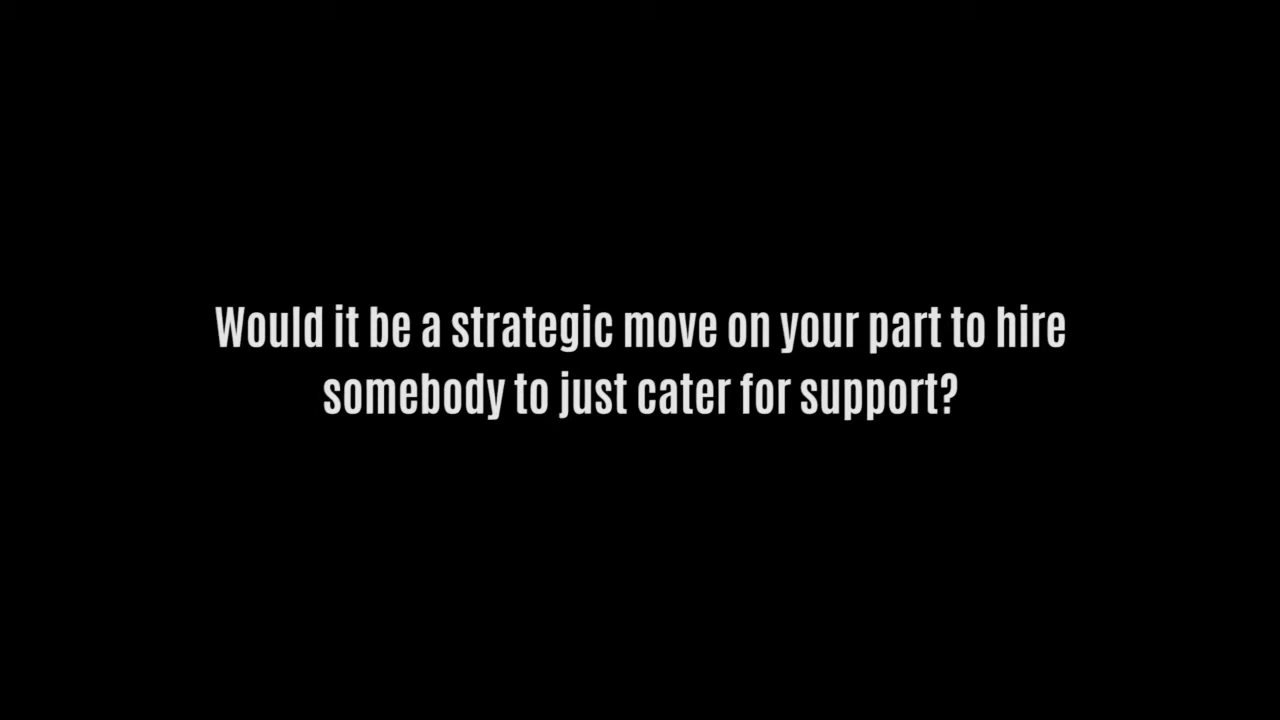 Would it be a strategic move on your part to hire
somebody to just cater for support?